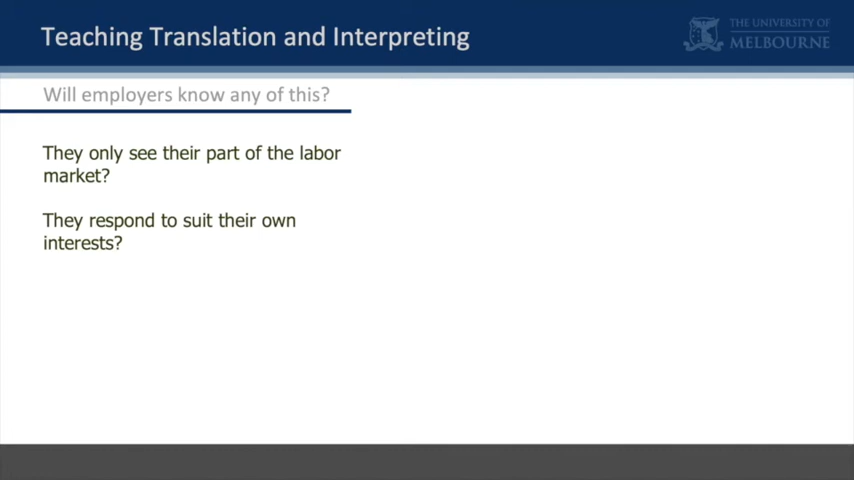 Teaching Translation and Interpreting
THE UNIVERSITY OF
MELBOURNE
Will employers know any of this?
They only see their part of the labor
market?
They respond to suit their own
interests?